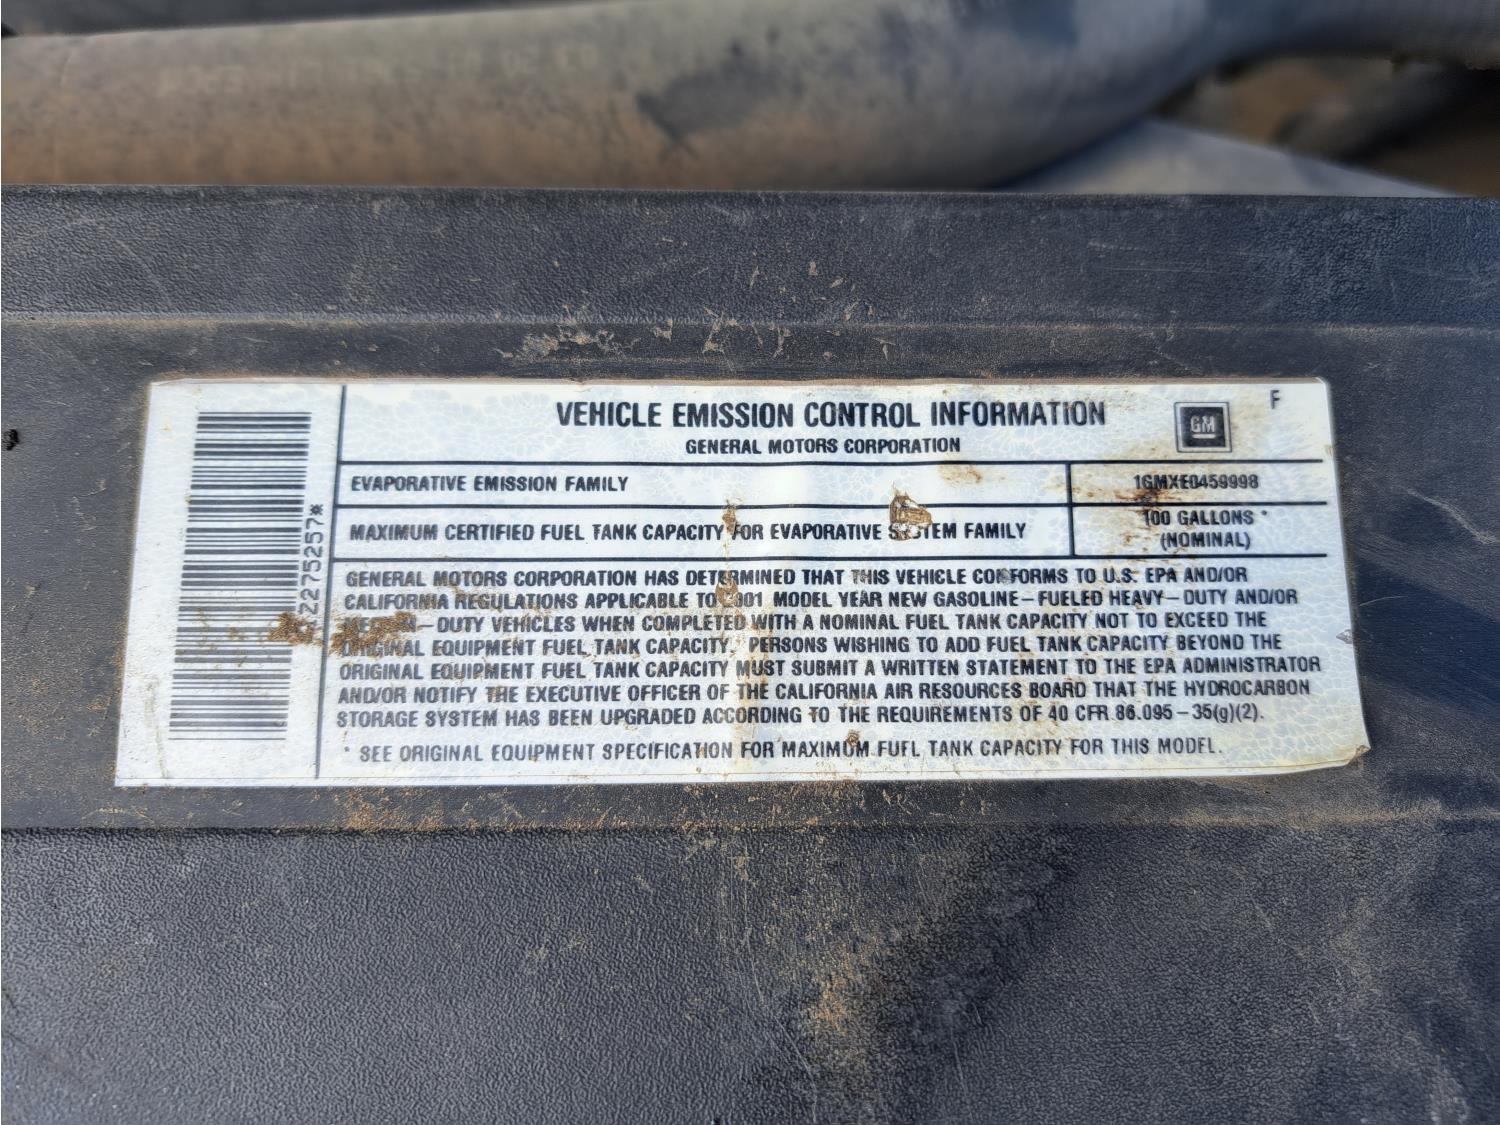 VEHICLE EMISSION CONTROL INFORMATION
GENERAL MOTORS CORPORATION
GM
F
EVAPORATIVE EMISSION FAMILY 1GMXE0459998
MAXIMUM CERTIFIED FUEL TANK CAPACITY FOR EVAPORATIVE SYSTEM FAMILY 100 GALLONS *
(NOMINAL)
GENERAL MOTORS CORPORATION HAS DETERMINED THAT THIS VEHICLE CONFORMS TO U.S. EPA AND/OR
CALIFORNIA REGULATIONS APPLICABLE TO 2001 MODEL YEAR NEW GASOLINE-FUELED HEAVY-DUTY AND/OR
MEDIUM-DUTY VEHICLES WHEN COMPLETED WITH A NOMINAL FUEL TANK CAPACITY NOT TO EXCEED THE
ORIGINAL EQUIPMENT FUEL TANK CAPACITY. PERSONS WISHING TO ADD FUEL TANK CAPACITY BEYOND THE
ORIGINAL EQUIPMENT FUEL TANK CAPACITY MUST SUBMIT A WRITTEN STATEMENT TO THE EPA ADMINISTRATOR
AND/OR NOTIFY THE EXECUTIVE OFFICER OF THE CALIFORNIA AIR RESOURCES BOARD THAT THE HYDROCARBON
STORAGE SYSTEM HAS BEEN UPGRADED ACCORDING TO THE REQUIREMENTS OF 40 CFR 86.095-35(g)(2).
* SEE ORIGINAL EQUIPMENT SPECIFICATION FOR MAXIMUM FUEL TANK CAPACITY FOR THIS MODEL.